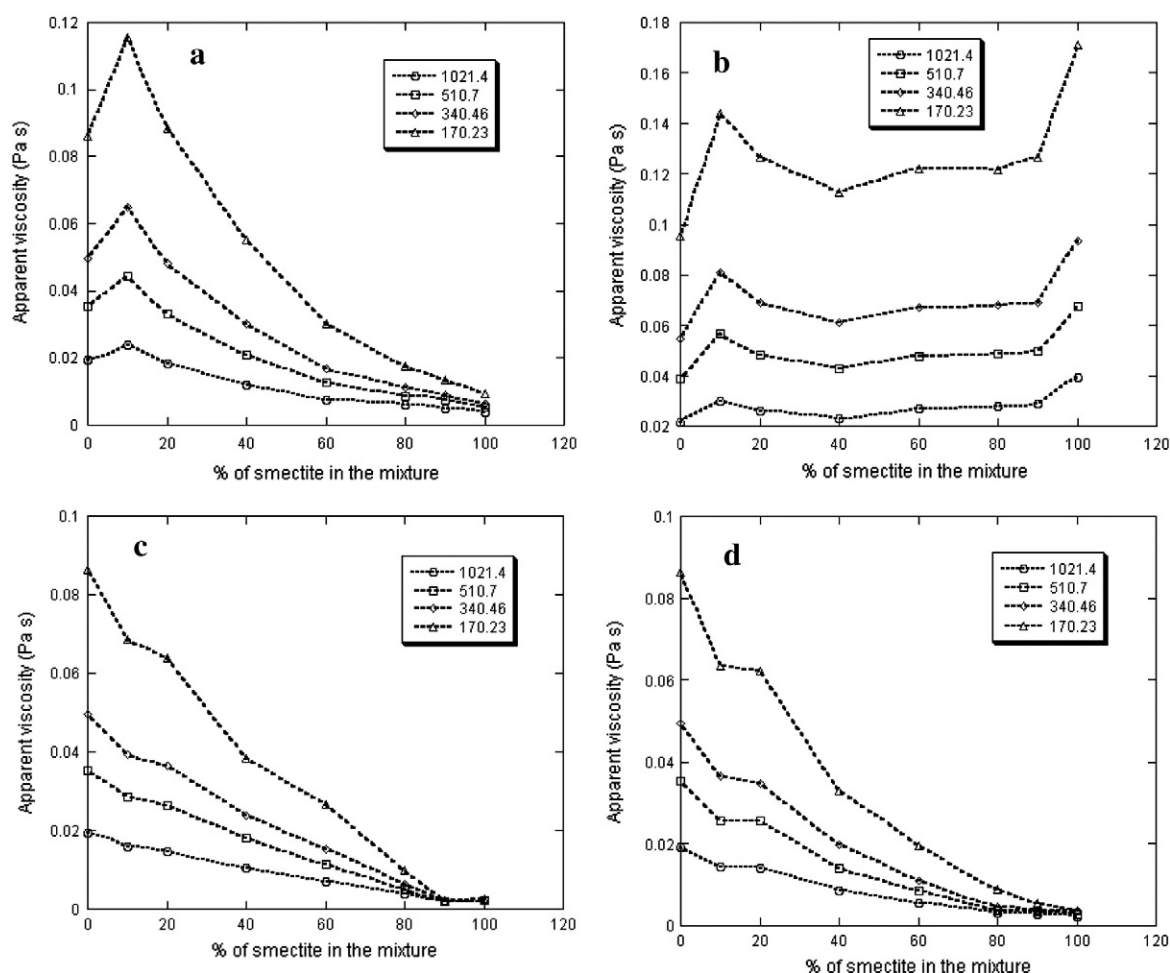 0.12
0.1
0.08
0.06
0.04
0.02
0
0 20 40 60 80 100 120
Apparent viscosity (Pa s)
% of smectite in the mixture
a
1021.4
510.7
340.46
170.23
0.18
0.16
0.14
0.12
0.1
0.08
0.06
0.04
0.02
0 20 40 60 80 100 120
Apparent viscosity (Pa s)
% of smectite in the mixture
b
1021.4
510.7
340.46
170.23
0.1
0.08
0.06
0.04
0.02
0
0 20 40 60 80 100 120
Apparent viscosity (Pa s)
% of smectite in the mixture
c
1021.4
510.7
340.46
170.23
0.1
0.08
0.06
0.04
0.02
0
0 20 40 60 80 100 120
Apparent viscosity (Pa s)
% of smectite in the mixture
d
1021.4
510.7
340.46
170.23